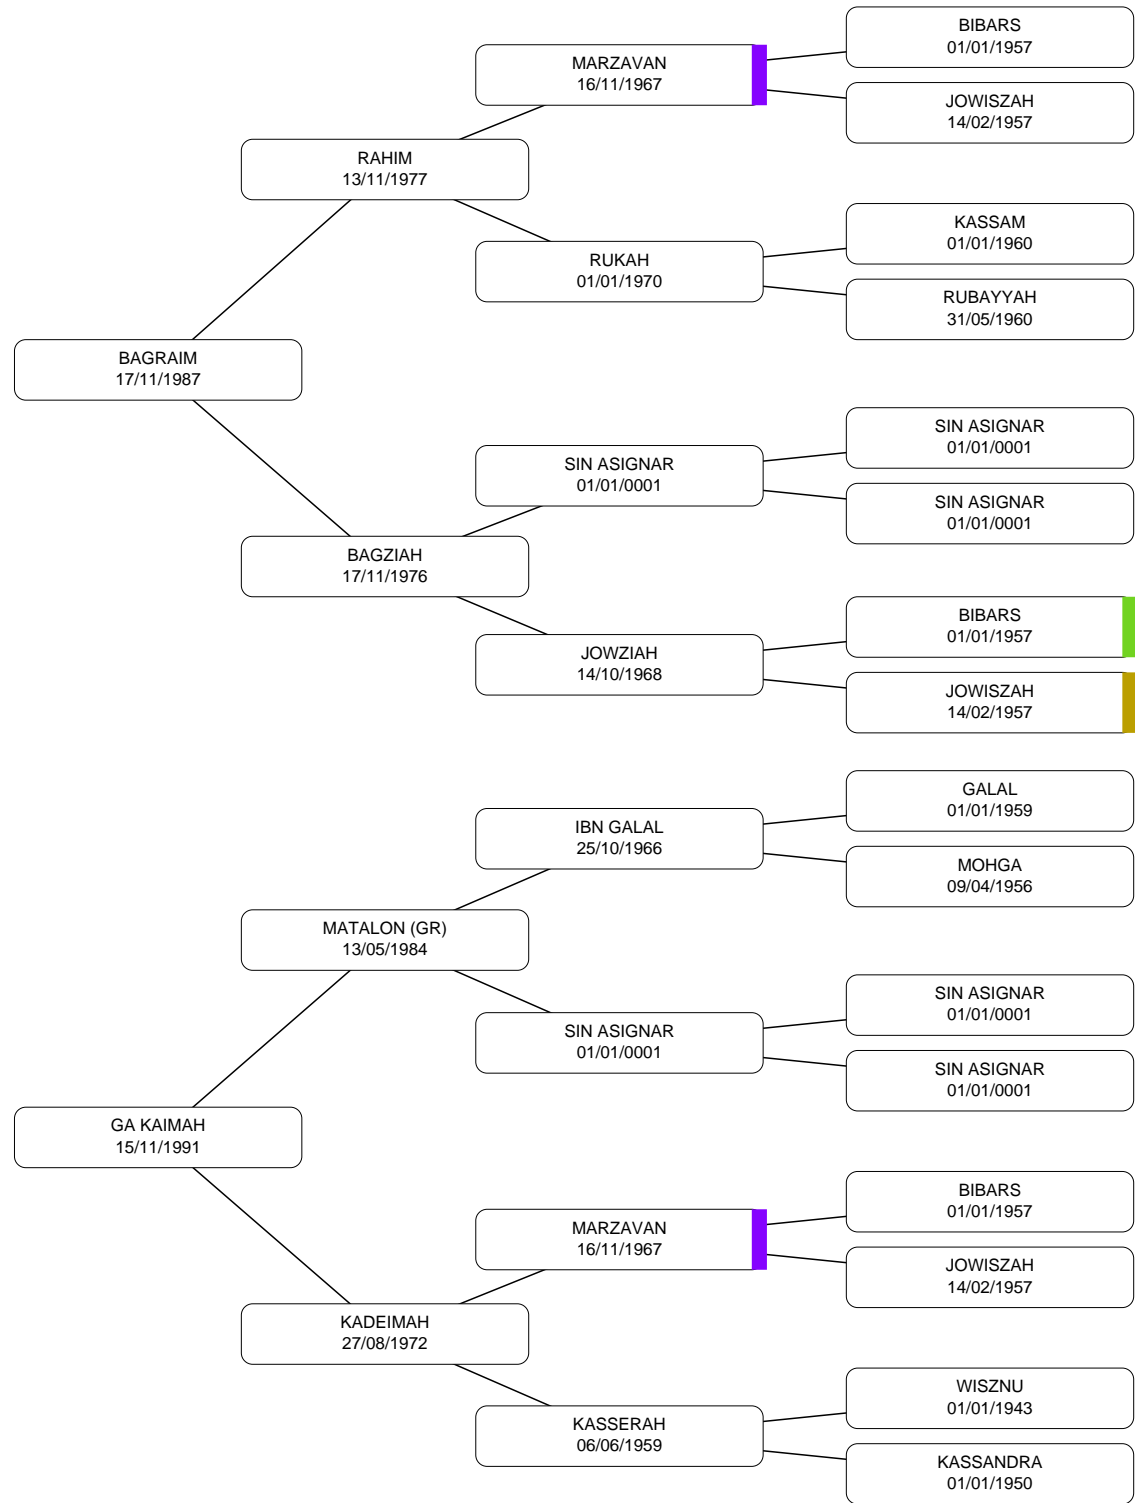 BIBARS
01/01/1957
MARZAVAN
16/11/1967
JOWISZAH
14/02/1957
RAHIM
13/11/1977
KASSAM
01/01/1960
RUKAH
01/01/1970
RUBAYYAH
31/05/1960
BAGRAIM
17/11/1987
SIN ASIGNAR
01/01/0001
SIN ASIGNAR
01/01/0001
SIN ASIGNAR
01/01/0001
BAGZIAH
17/11/1976
BIBARS
01/01/1957
JOWZIAH
14/10/1968
JOWISZAH
14/02/1957
GALAL
01/01/1959
IBN GALAL
25/10/1966
MOHGA
09/04/1956
MATALON (GR)
13/05/1984
SIN ASIGNAR
01/01/0001
SIN ASIGNAR
01/01/0001
SIN ASIGNAR
01/01/0001
GA KAIMAH
15/11/1991
BIBARS
01/01/1957
MARZAVAN
16/11/1967
JOWISZAH
14/02/1957
KADEIMAH
27/08/1972
WISZNU
01/01/1943
KASSERAH
06/06/1959
KASSANDRA
01/01/1950